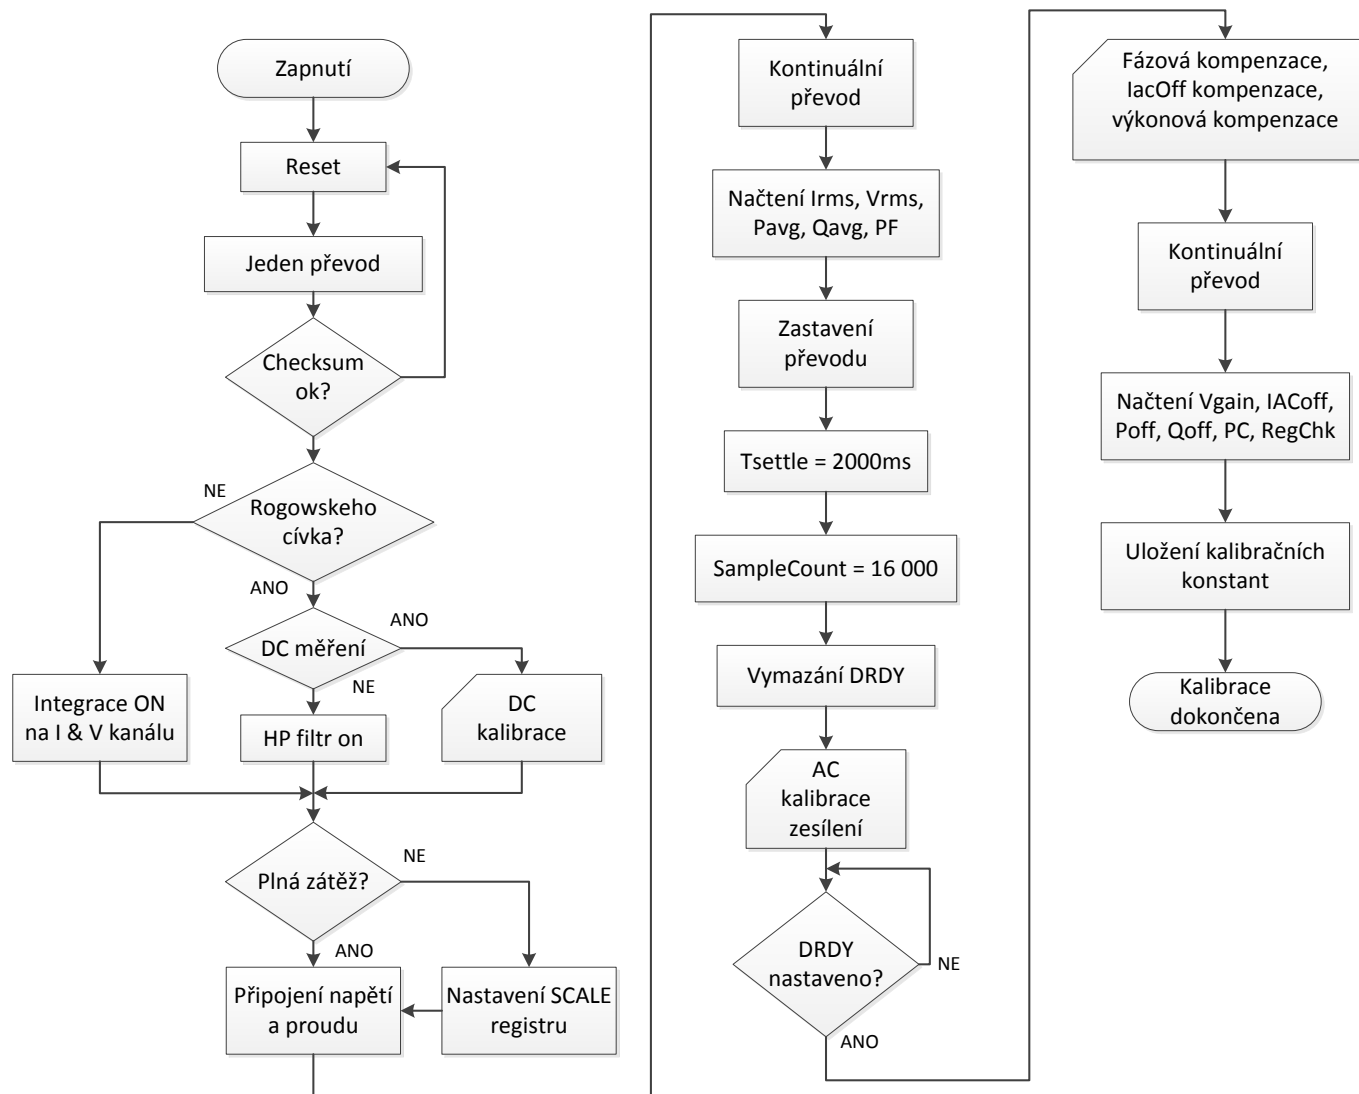 Zapnutí
Reset
Jeden převod
Checksum
ok?
NE
Rogowskeho
cívka?
ANO
ANO
DC měření
NE
Integrace ON
na I & V kanálu
HP filtr on
DC
kalibrace
NE
Plná zátěž?
ANO
Připojení napětí
a proudu
Nastavení SCALE
registru
Kontinuální
převod
Načtení Irms, Vrms,
Pavg, Qavg, PF
Zastavení
převodu
Tsettle = 2000ms
SampleCount = 16 000
Vymazání DRDY
AC
kalibrace
zesílení
DRDY
nastaveno?
NE
ANO
Fázová kompenzace,
IacOff kompenzace,
výkonová kompenzace
Kontinuální
převod
Načtení Vgain, IACoff,
Poff, Qoff, PC, RegChk
Uložení kalibračních
konstant
Kalibrace
dokončena